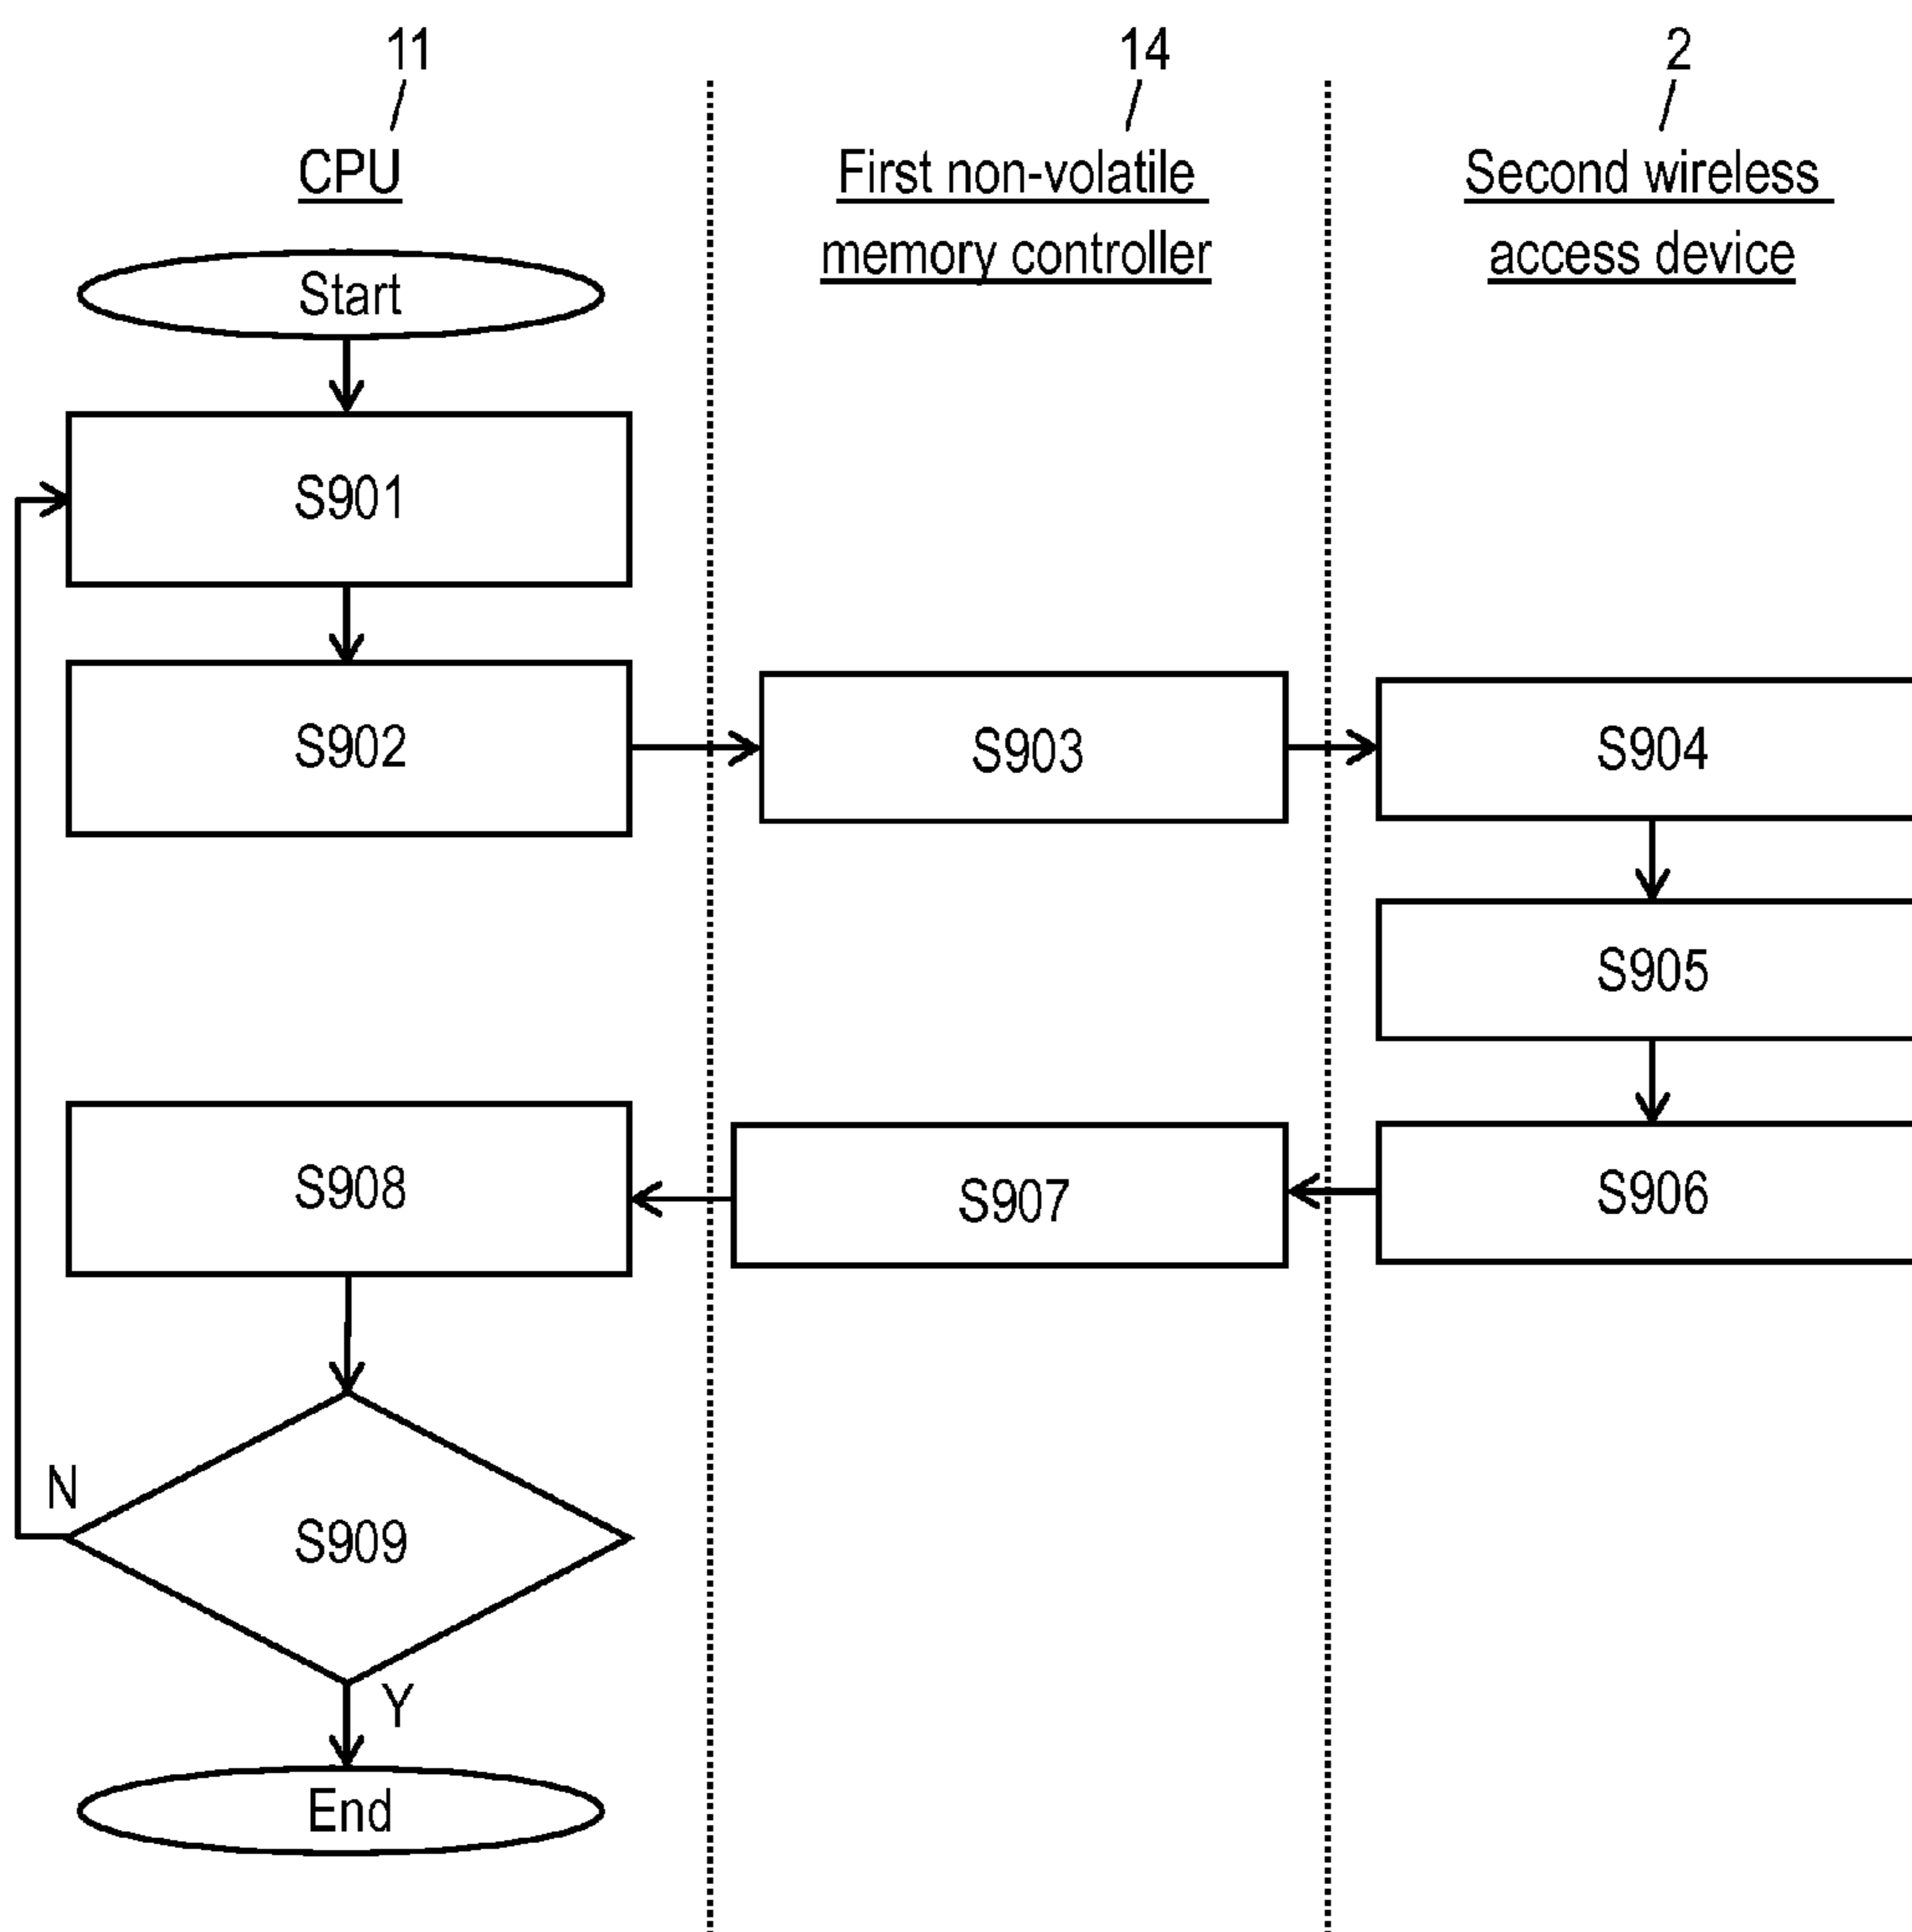 11
14
2
CPU
First non-volatile
memory controller
Second wireless
access device
Start
S901
S902
S903
S904
S905
S908
S907
S906
N
S909
Y
End